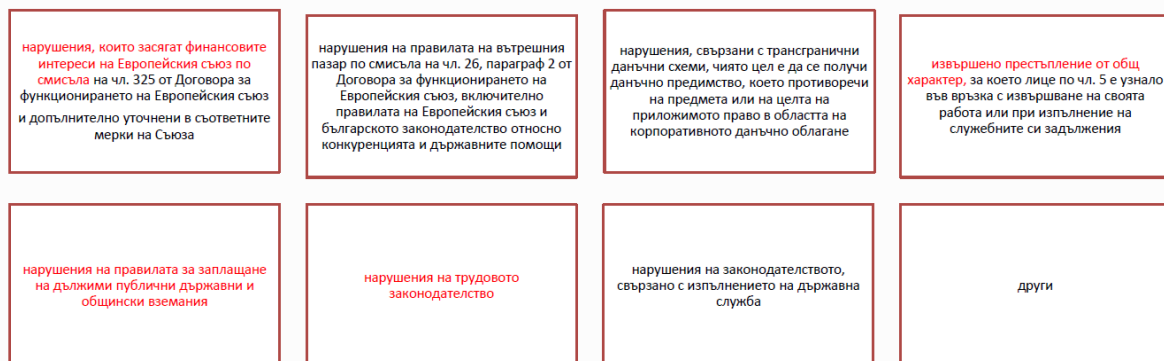 нарушения, които засягат финансовите
интереси на Европейския съюз по
смисъла на чл. 325 от Договора за
функционирането на Европейския съюз
и допълнително уточнени в съответните
мерки на Съюза
нарушения на правилата на вътрешния
пазар по смисъла на чл. 26, параграф 2 от
Договора за функционирането на
Европейския съюз, включително
правилата на Европейския съюз и
българското законодателство относно
конкуренцията и държавните помощи
нарушения, свързани с трансгранични
данъчни схеми, чиято цел е да се получи
данъчно предимство, което противоречи
на предмета или на целта на
приложимото право в областта на
корпоративното данъчно облагане
извършено престъпление от общ
характер, за което лице по чл. 5 е узнало
във връзка с извършване на своята
работа или при изпълнение на
служебните си задължения
нарушения на правилата за заплащане
на дължими публични държавни и
общински вземания
нарушения на трудовото
законодателство
нарушения на законодателството,
свързано с изпълнението на държавна
служба
други